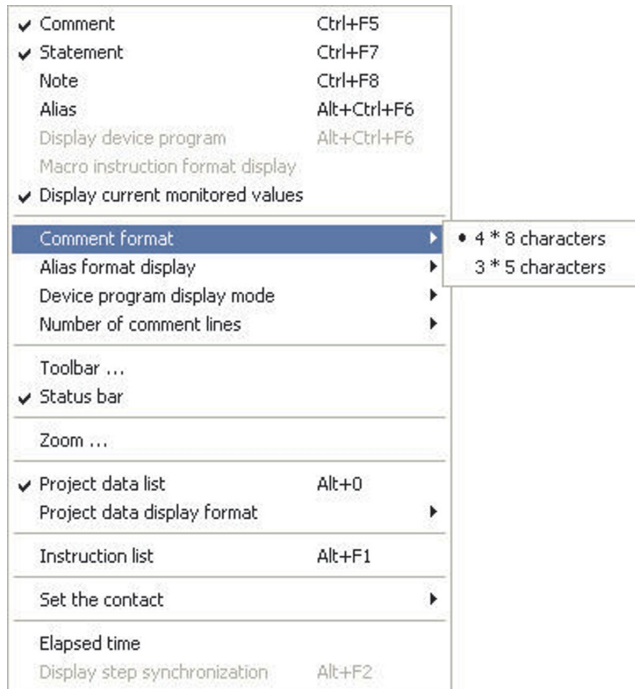 Comment Ctrl+F5
Statement Ctrl+F7
Note Ctrl+F8
Alias Alt+Ctrl+F6
Display device program Alt+Ctrl+F6
Macro instruction format display
Display current monitored values
Comment format
4 * 8 characters
3 * 5 characters
Alias format display
Device program display mode
Number of comment lines
Toolbar ...
Status bar
Zoom ...
Project data list Alt+0
Project data display format
Instruction list Alt+F1
Set the contact
Elapsed time
Display step synchronization Alt+F2